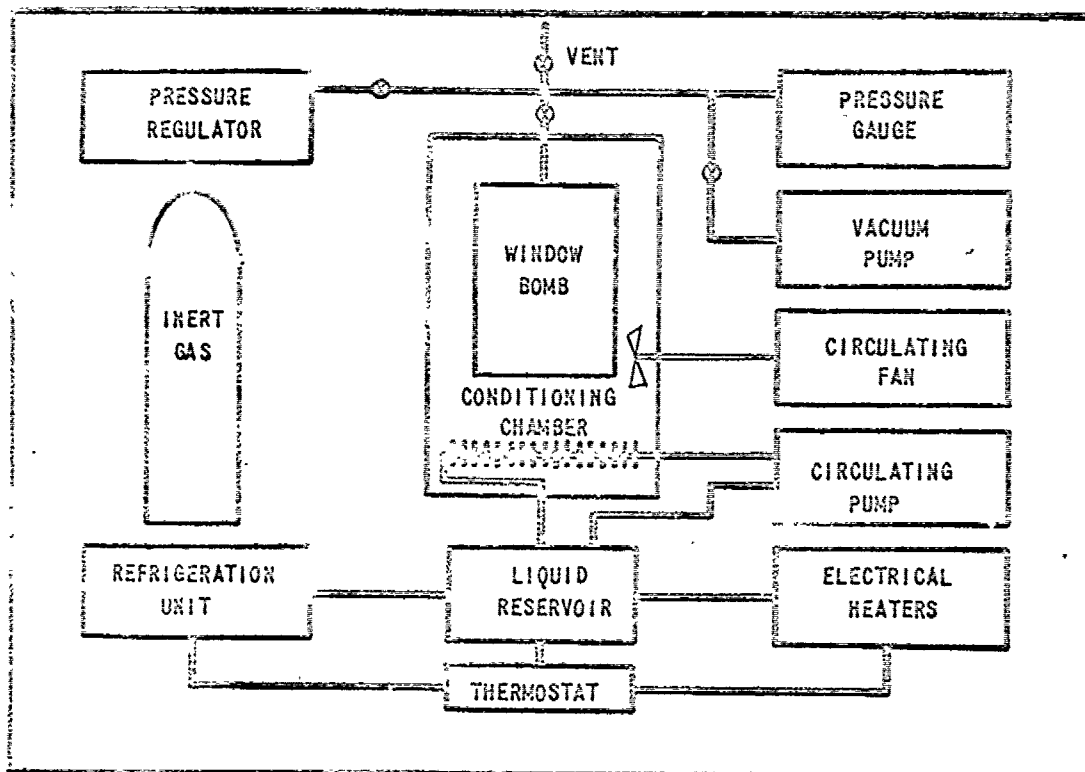 VENT
PRESSURE
REGULATOR
PRESSURE
GAUGE
WINDOW
BOMB
VACUUM
PUMP
INERT
GAS
CIRCULATING
FAN
CONDITIONING
CHAMBER
CIRCULATING
PUMP
REFRIGERATION
UNIT
LIQUID
RESERVOIR
ELECTRICAL
HEATERS
THERMOSTAT